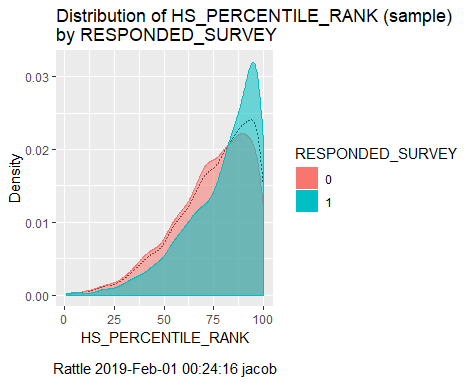 Distribution of HS_PERCENTILE_RANK (sample)
by RESPONDED_SURVEY
Density
0.03
0.02
0.01
0.00
0
25
50
75
100
HS_PERCENTILE_RANK
RESPONDED_SURVEY
0
1
Rattle 2019-Feb-01 00:24:16 jacob